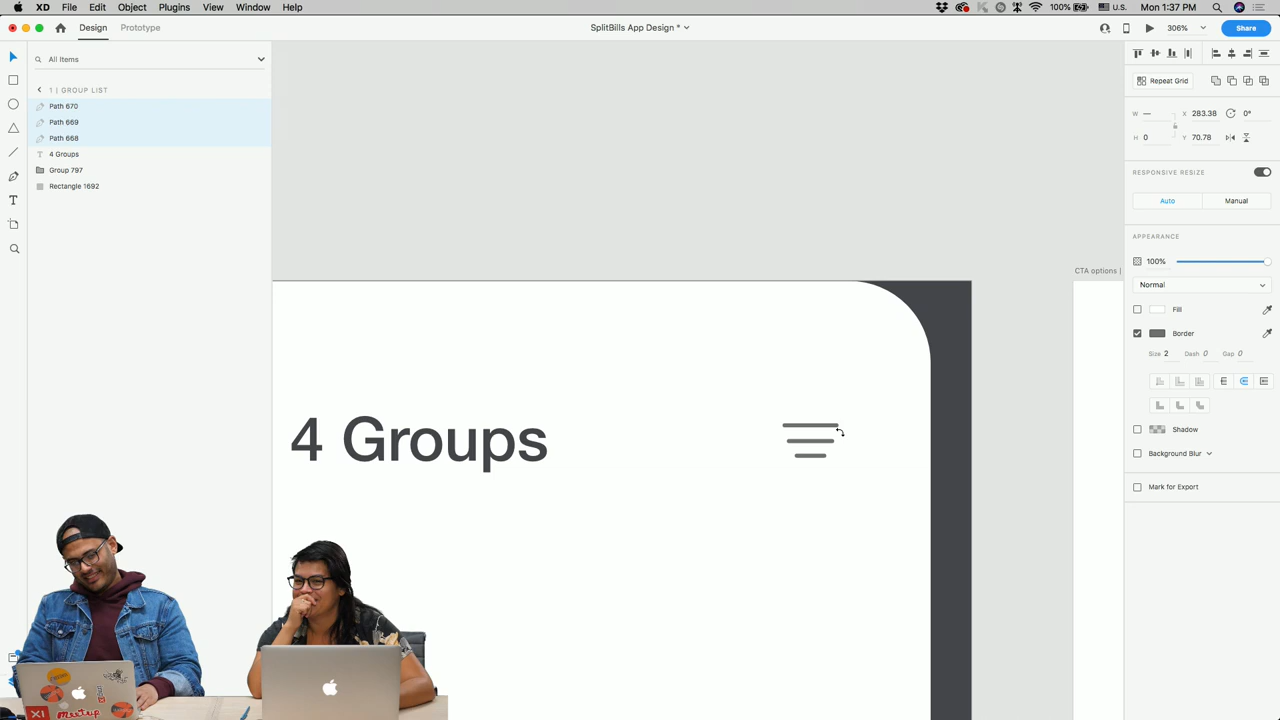 XD File Edit Object Plugins View Window Help
100% U.S. Mon 1:37 PM
Design Prototype
SplitBills App Design *
306%
Share
All Items
1 | GROUP LIST
Path 670
Path 669
Path 668
4 Groups
Group 797
Rectangle 1692
4 Groups
CTA options |
Repeat Grid
W — X 283.38 0°
H 0 Y 70.78
RESPONSIVE RESIZE
Auto Manual
APPEARANCE
100%
Normal
Fill
Border
Size 2 Dash 0 Gap 0
Shadow
Background Blur
Mark for Export
meetup